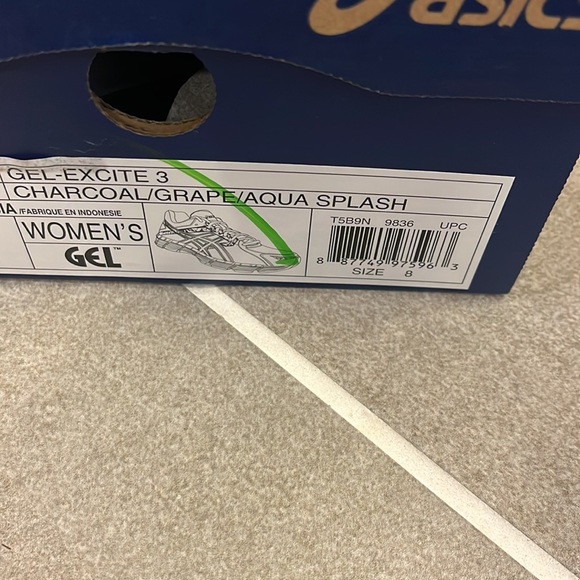 asics
GEL-EXCITE 3
CHARCOAL/GRAPE/AQUA SPLASH
/FABRIQUE EN INDONESIE
WOMEN'S
GEL™
T5B9N 9836 UPC
8 87749 97596 3
SIZE 8